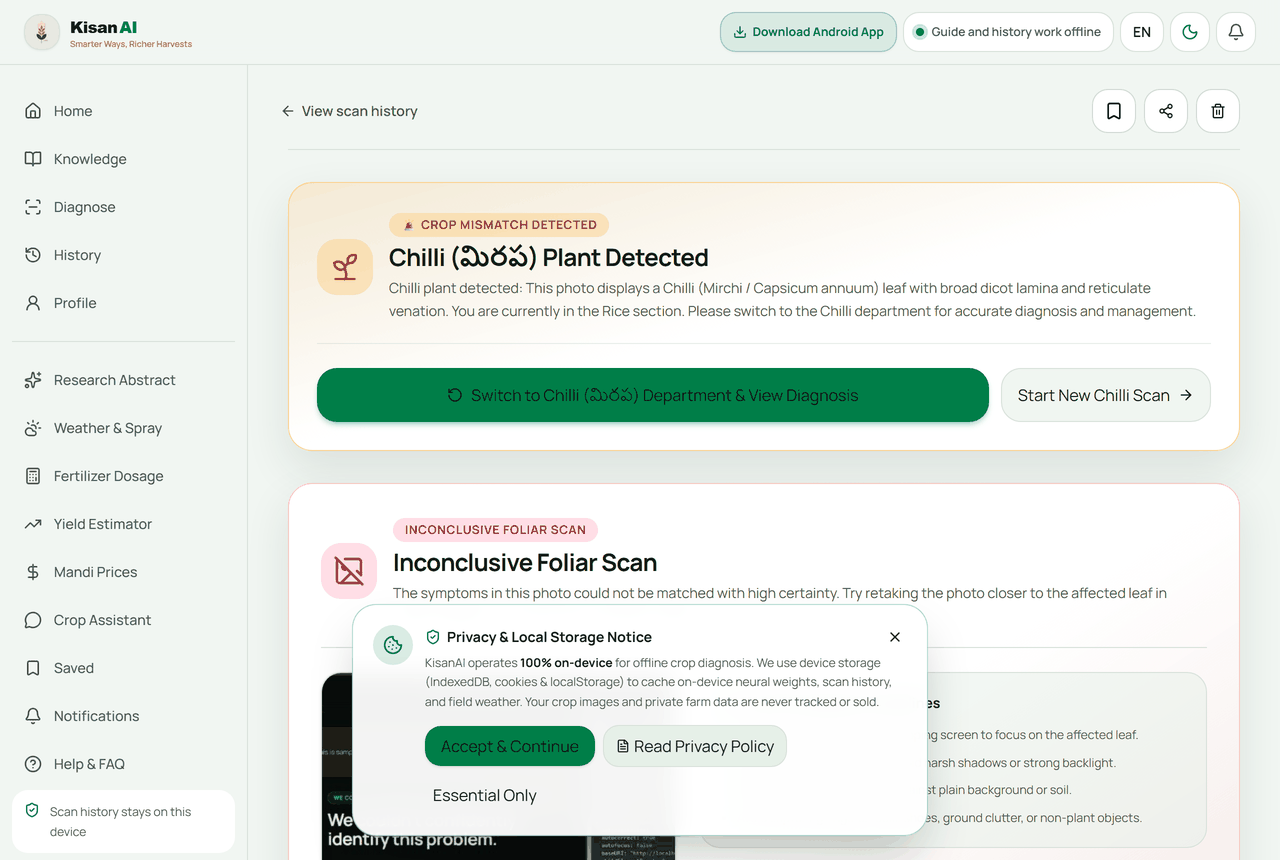 KisanAI
Smarter Ways, Richer Harvests
Download Android App
Guide and history work offline
EN
Home
Knowledge
Diagnose
History
Profile
Research Abstract
Weather & Spray
Fertilizer Dosage
Yield Estimator
Mandi Prices
Crop Assistant
Saved
Notifications
Help & FAQ
Scan history stays on this
device
View scan history
CROP MISMATCH DETECTED
Chilli (మిరప) Plant Detected
Chilli plant detected: This photo displays a Chilli (Mirchi / Capsicum annuum) leaf with broad dicot lamina and reticulate
venation. You are currently in the Rice section. Please switch to the Chilli department for accurate diagnosis and management.
Switch to Chilli (మిరప) Department & View Diagnosis
Start New Chilli Scan
INCONCLUSIVE FOLIAR SCAN
Inconclusive Foliar Scan
The symptoms in this photo could not be matched with high certainty. Try retaking the photo closer to the affected leaf in
Privacy & Local Storage Notice
KisanAI operates 100% on-device for offline crop diagnosis. We use device storage
(IndexedDB, cookies & localStorage) to cache on-device neural weights, scan history,
and field weather. Your crop images and private farm data are never tracked or sold.
Accept & Continue
Read Privacy Policy
Essential Only
screen to focus on the affected leaf.
harsh shadows or strong backlight.
plain background or soil.
ground clutter, or non-plant objects.
We
identify this problem.